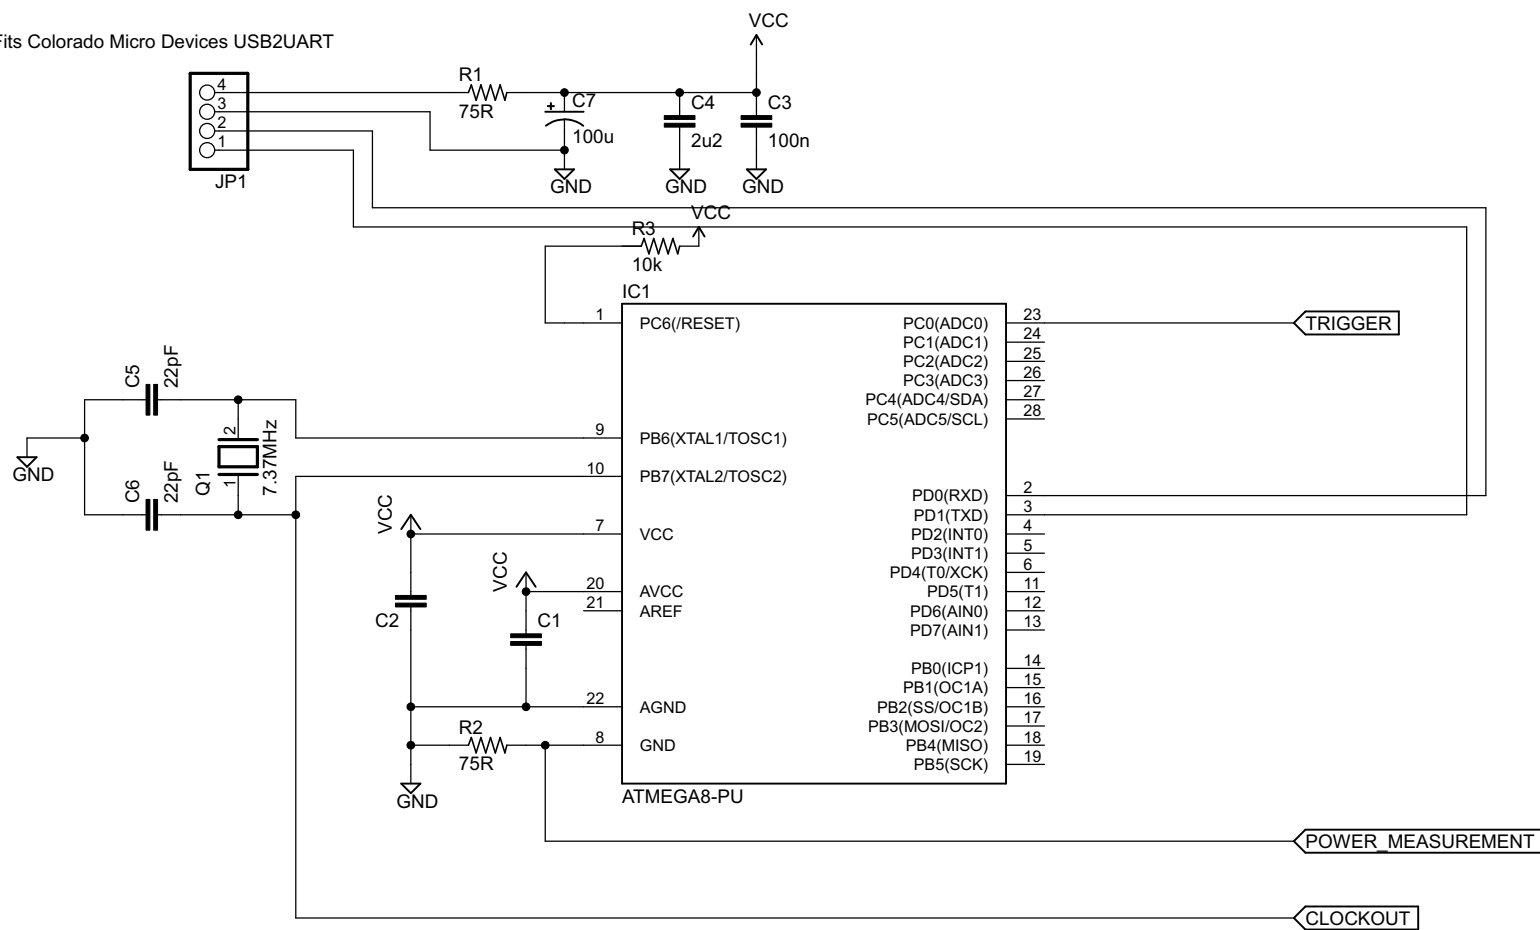 VCC
Fits Colorado Micro Devices USB2UART
R1
75R
4
3
2
1
JP1
C7
100u
C4
2u2
C3
100n
GND
GND
GND
VCC
R3
10k
IC1
1
PC6(/RESET)
PC0(ADC0)
23
TRIGGER
PC1(ADC1)
24
PC2(ADC2)
25
PC3(ADC3)
26
PC4(ADC4/SDA)
27
PC5(ADC5/SCL)
28
C5
22pF
2
7.37MHz
Q1
1
GND
C6
22pF
9
PB6(XTAL1/TOSC1)
10
PB7(XTAL2/TOSC2)
PD0(RXD)
2
PD1(TXD)
3
VCC
7
VCC
PD2(INT0)
4
PD3(INT1)
5
PD4(T0/XCK)
6
VCC
20
AVCC
PD5(T1)
11
21
AREF
PD6(AIN0)
12
C2
C1
PD7(AIN1)
13
PB0(ICP1)
14
PB1(OC1A)
15
22
AGND
PB2(SS/OC1B)
16
PB3(MOSI/OC2)
17
R2
75R
8
GND
PB4(MISO)
18
PB5(SCK)
19
GND
ATMEGA8-PU
POWER_MEASUREMENT
CLOCKOUT